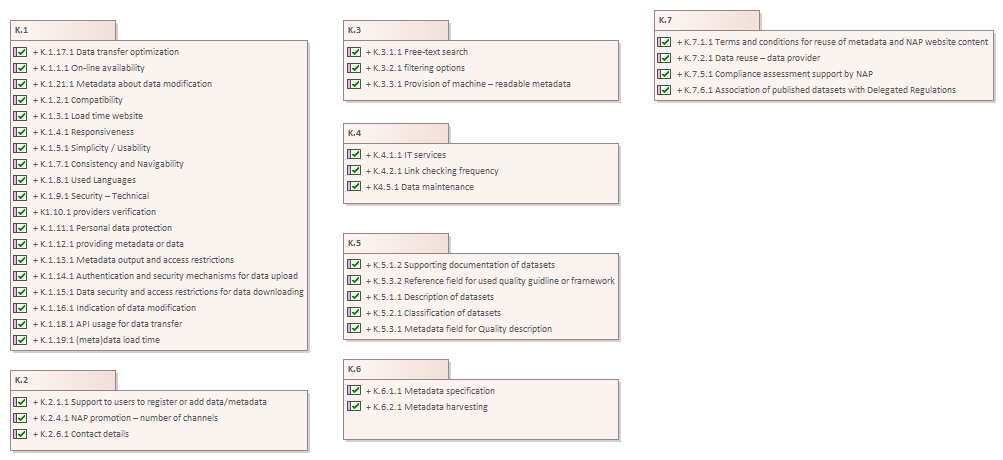 K.1
+ K.1.17.1 Data transfer optimization
+ K.1.1.1 On-line availability
+ K.1.21.1 Metadata about data modification
+ K.1.2.1 Compatibility
+ K.1.3.1 Load time website
+ K.1.4.1 Responsiveness
+ K.1.5.1 Simplicity / Usability
+ K.1.7.1 Consistency and Navigability
+ K.1.8.1 Used Languages
+ K.1.9.1 Security – Technical
+ K1.10.1 providers verification
+ K.1.11.1 Personal data protection
+ K.1.12.1 providing metadata or data
+ K.1.13.1 Metadata output and access restrictions
+ K.1.14.1 Authentication and security mechanisms for data upload
+ K.1.15.1 Data security and access restrictions for data downloading
+ K.1.16.1 Indication of data modification
+ K.1.18.1 API usage for data transfer
+ K.1.19.1 (meta)data load time
K.2
+ K.2.1.1 Support to users to register or add data/metadata
+ K.2.4.1 NAP promotion – number of channels
+ K.2.6.1 Contact details
K.3
+ K.3.1.1 Free-text search
+ K.3.2.1 filtering options
+ K.3.3.1 Provision of machine – readable metadata
K.4
+ K.4.1.1 IT services
+ K.4.2.1 Link checking frequency
+ K4.5.1 Data maintenance
K.5
+ K.5.1.2 Supporting documentation of datasets
+ K.5.3.2 Reference field for used quality guidline or framework
+ K.5.1.1 Description of datasets
+ K.5.2.1 Classification of datasets
+ K.5.3.1 Metadata field for Quality description
K.6
+ K.6.1.1 Metadata specification
+ K.6.2.1 Metadata harvesting
K.7
+ K.7.1.1 Terms and conditions for reuse of metadata and NAP website content
+ K.7.2.1 Data reuse – data provider
+ K.7.5.1 Compliance assessment support by NAP
+ K.7.6.1 Association of published datasets with Delegated Regulations